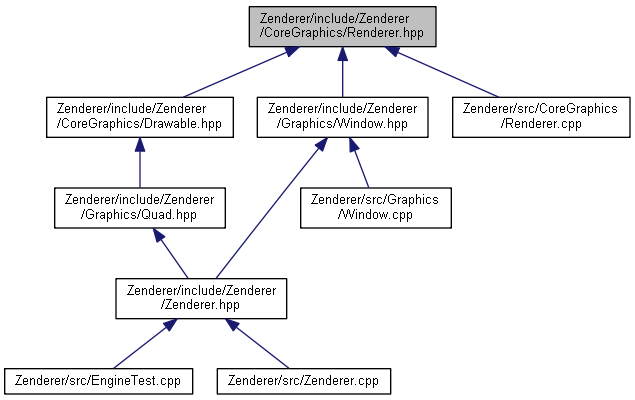 Zenderer/include/Zenderer
/CoreGraphics/Renderer.hpp
Zenderer/include/Zenderer
/CoreGraphics/Drawable.hpp
Zenderer/include/Zenderer
/Graphics/Window.hpp
Zenderer/src/CoreGraphics
/Renderer.cpp
Zenderer/include/Zenderer
/Graphics/Quad.hpp
Zenderer/src/Graphics
/Window.cpp
Zenderer/include/Zenderer
/Zenderer.hpp
Zenderer/src/EngineTest.cpp
Zenderer/src/Zenderer.cpp